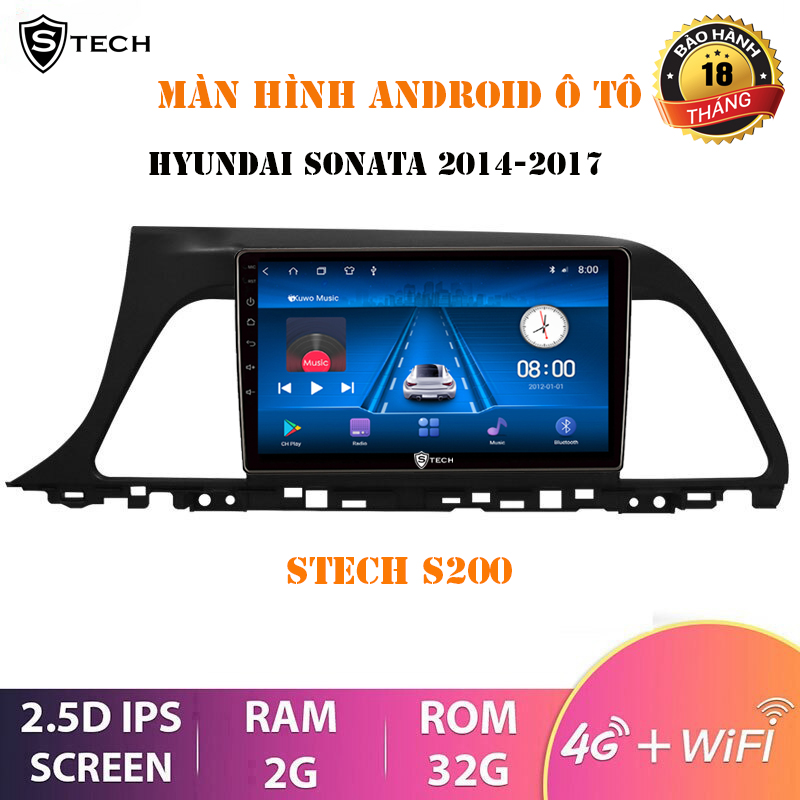 S TECH
BẢO HÀNH
18
THÁNG
MÀN HÌNH ANDROID Ô TÔ
HYUNDAI SONATA 2014-2017
8:00
Kuwo Music
Music
08:00
2012-01-01
CH Play
Radio
Music
Bluetooth
S TECH
STECH S200
2.5D IPS
SCREEN
RAM
2G
ROM
32G
4G + WiFi